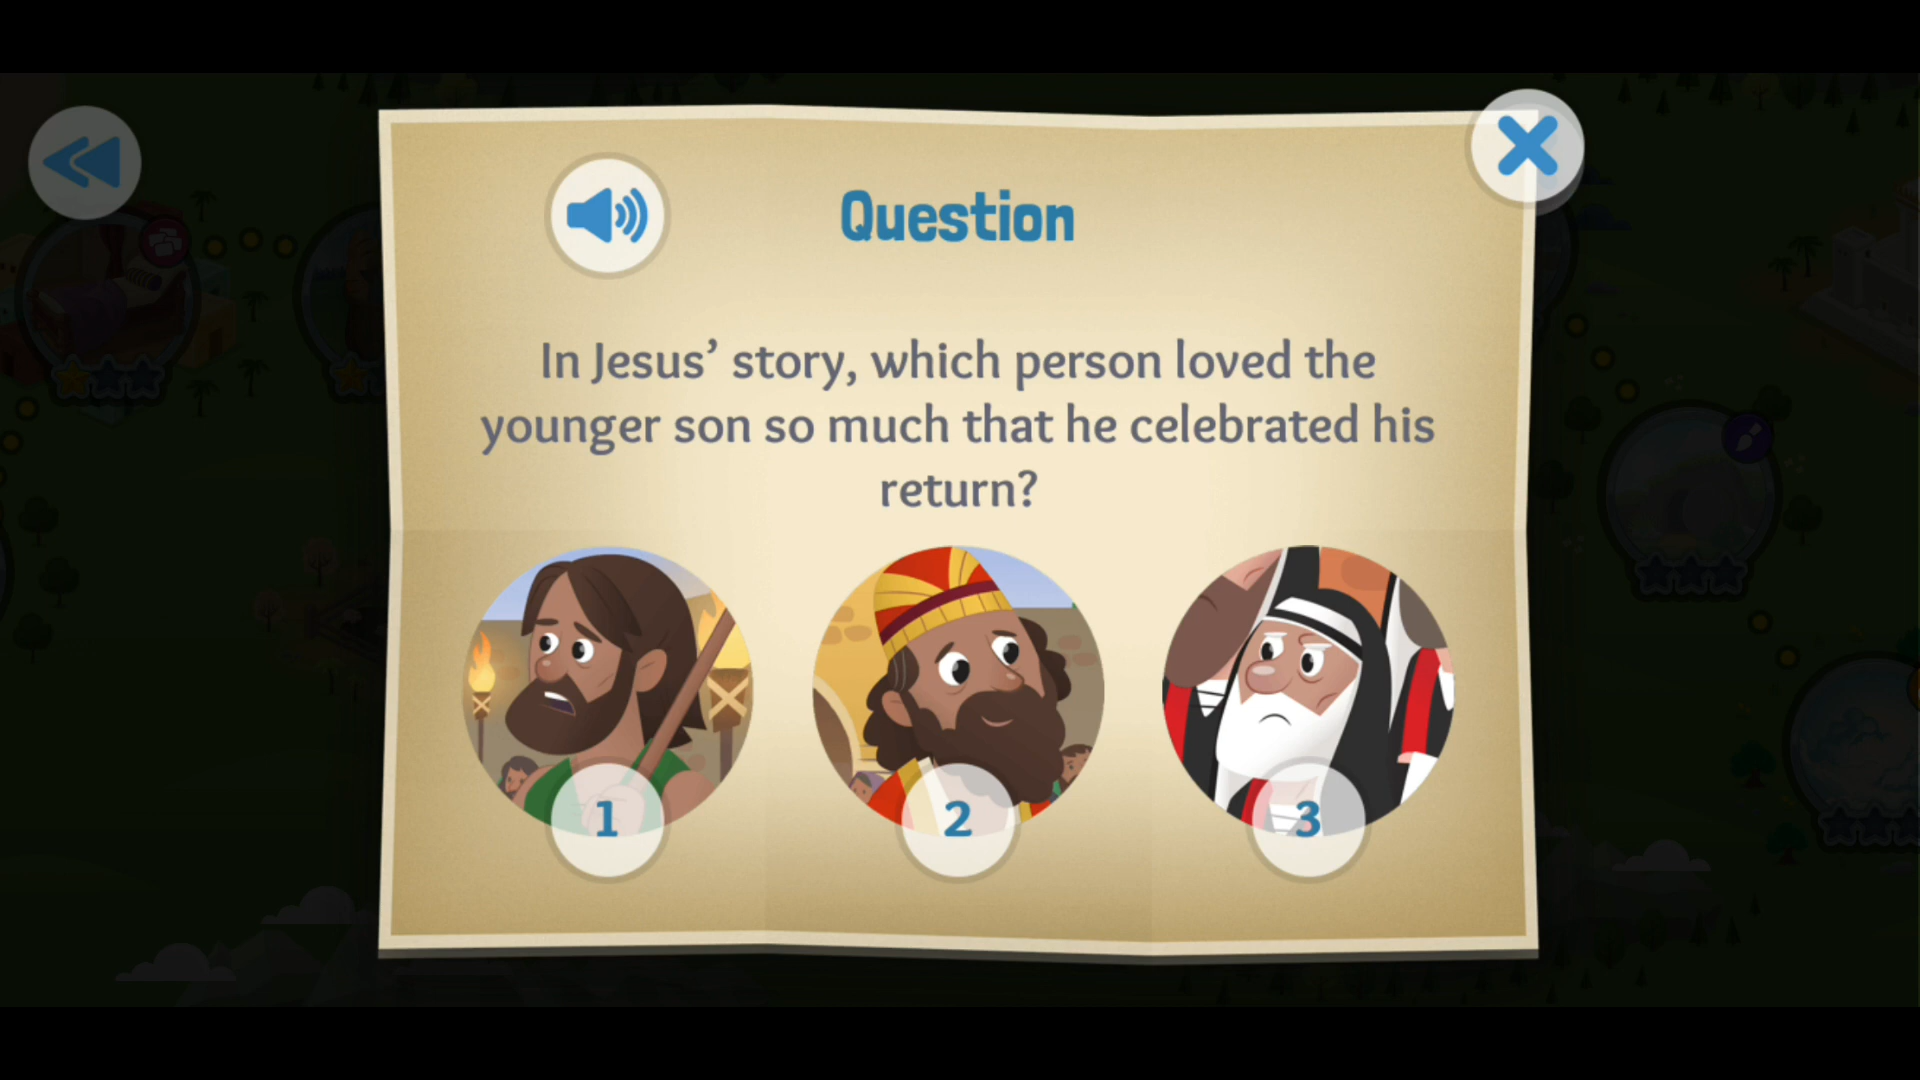 Question
In Jesus’ story, which person loved the
younger son so much that he celebrated his
return?
1
2
3